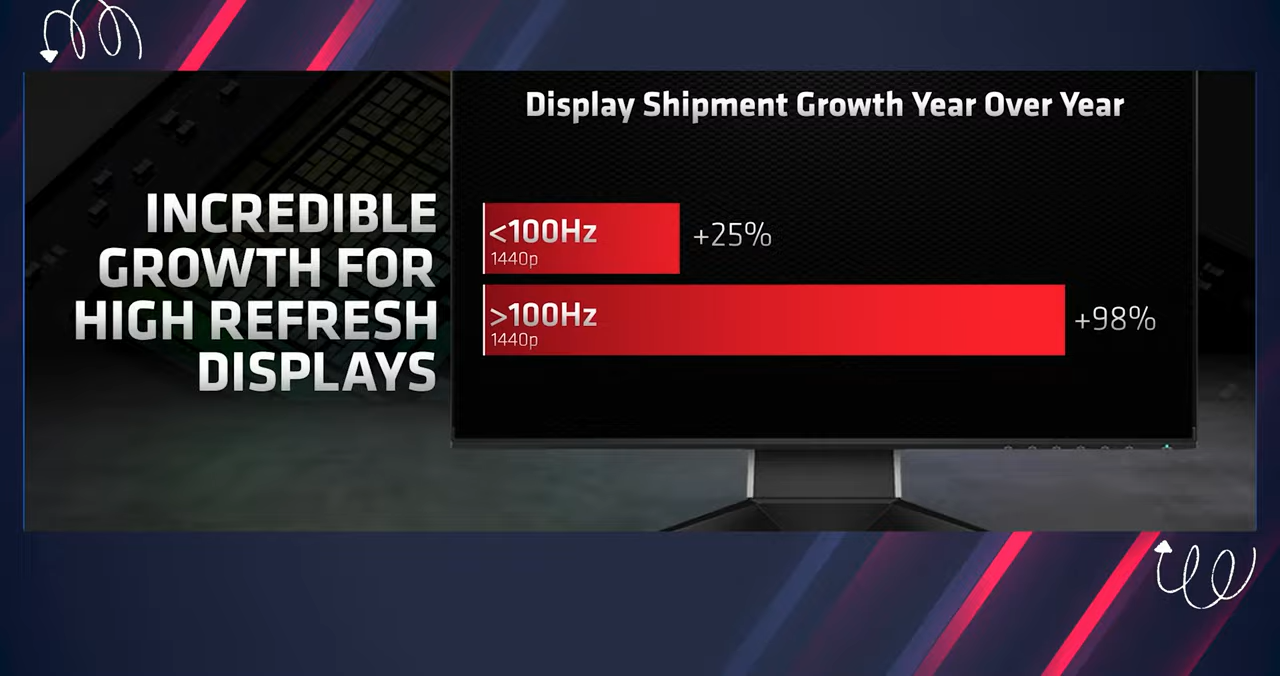 INCREDIBLE
GROWTH FOR
HIGH REFRESH
DISPLAYS
Display Shipment Growth Year Over Year
<100Hz
1440p
+25%
>100Hz
1440p
+98%